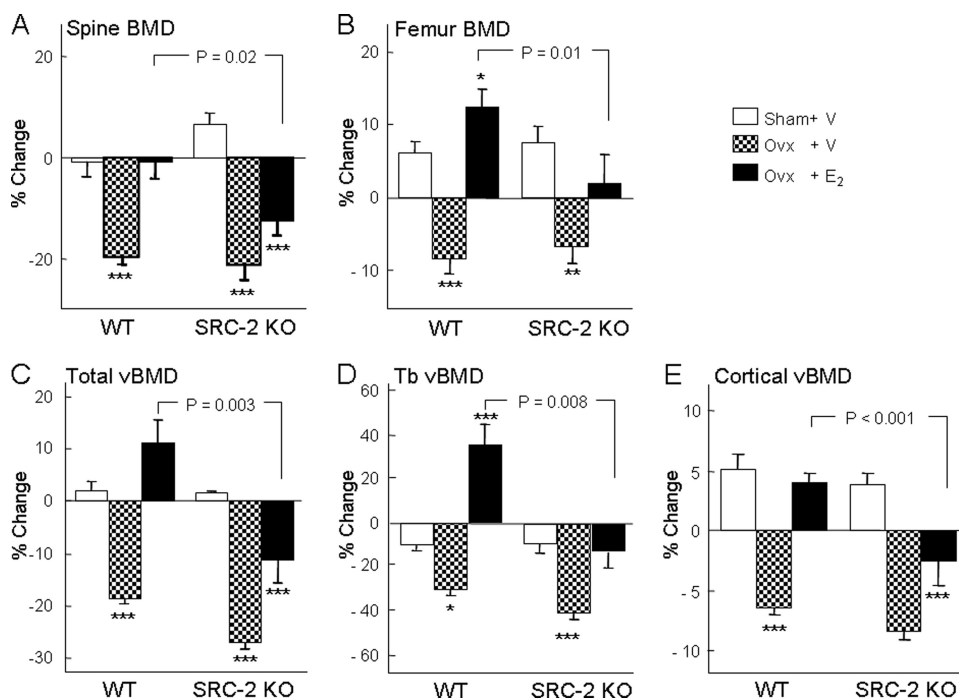 A Spine BMD
20
0
-20
% Change
P = 0.02
***
***
***
WT SRC-2 KO
B Femur BMD
20
10
0
- 10
% Change
*
P = 0.01
***
**
WT SRC-2 KO
Sham+ V
Ovx + V
Ovx + E2
C Total vBMD
20
10
0
-10
-20
-30
% Change
P = 0.003
***
***
***
WT SRC-2 KO
D Tb vBMD
60
40
20
0
- 20
- 40
- 60
% Change
***
P = 0.008
*
***
WT SRC-2 KO
E Cortical vBMD
10
5
0
- 5
- 10
% Change
P < 0.001
***
***
WT SRC-2 KO